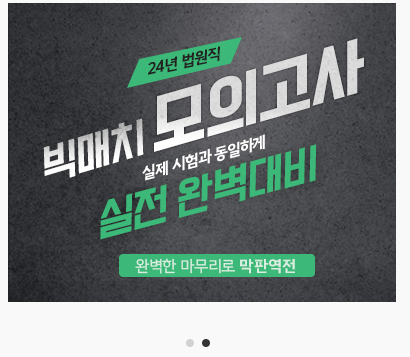 24년 법원직
빅매치 모의고사
실제 시험과 동일하게
실전 완벽대비
완벽한 마무리로 막판역전